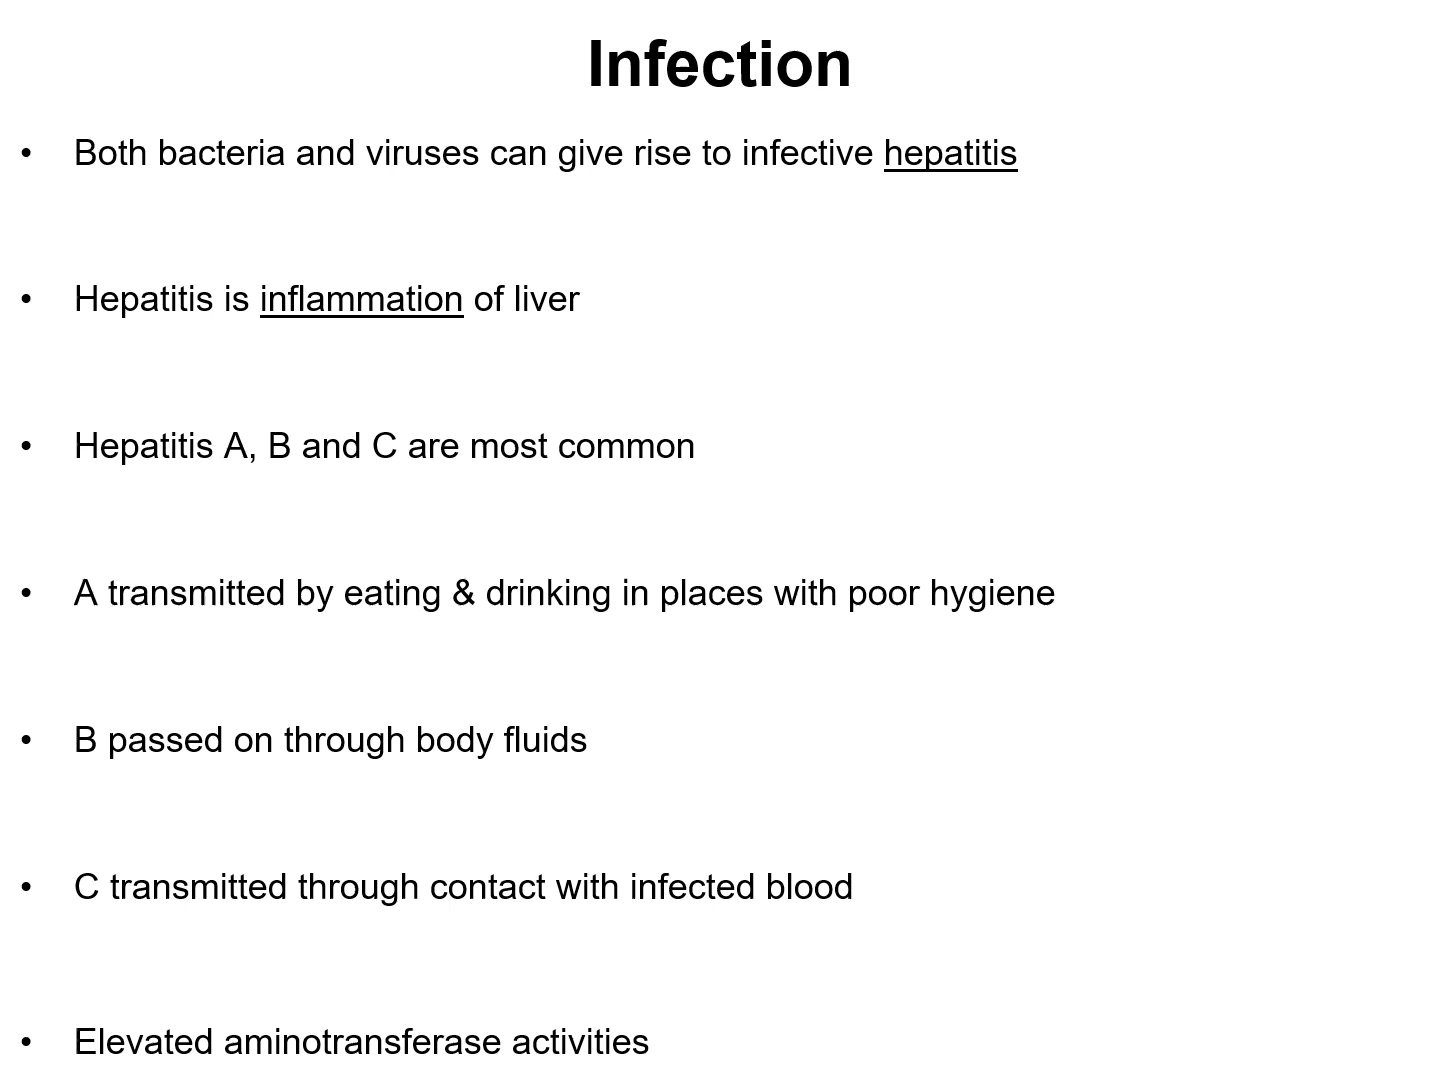 Infection
• Both bacteria and viruses can give rise to infective hepatitis
• Hepatitis is inflammation of liver
• Hepatitis A, B and C are most common
• A transmitted by eating & drinking in places with poor hygiene
• B passed on through body fluids
• C transmitted through contact with infected blood
• Elevated aminotransferase activities